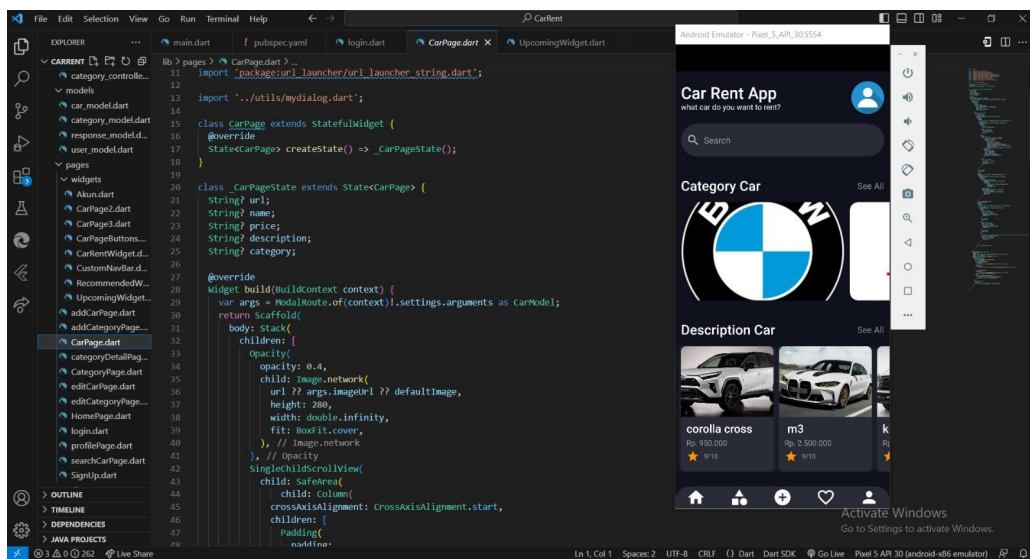 File Edit Selection View Go Run Terminal Help
CarRent
EXPLORER
CARRENT
category_controlle...
models
car_model.dart
category_model.dart
response_model.d...
user_model.dart
pages
widgets
Akun.dart
CarPage2.dart
CarPage3.dart
CarPageButtons....
CarRentWidget.d...
CustomNavBar.d...
RecommendedW...
UpcomingWidget...
addCarPage.dart
addCategoryPage....
CarPage.dart
categoryDetailPag...
CategoryPage.dart
editCarPage.dart
editCategoryPage....
HomePage.dart
login.dart
profilePage.dart
searchCarPage.dart
SignUp.dart
OUTLINE
TIMELINE
DEPENDENCIES
JAVA PROJECTS
main.dart
pubspec.yaml
login.dart
CarPage.dart
UpcomingWidget.dart
lib > pages > CarPage.dart > ...
11 import 'package:url_launcher/url_launcher_string.dart';
12
13 import '../utils/mydialog.dart';
14
15 class CarPage extends StatefulWidget {
16 @override
17 State<CarPage> createState() => _CarPageState();
18 }
19
20 class _CarPageState extends State<CarPage> {
21 String? url;
22 String? name;
23 String? price;
24 String? description;
25 String? category;
26
27 @override
28 Widget build(BuildContext context) {
29 var args = ModalRoute.of(context)!.settings.arguments as CarModel;
30 return Scaffold(
31 body: Stack(
32 children: [
33 Opacity(
34 opacity: 0.4,
35 child: Image.network(
36 url ?? args.imageUrl ?? defaultImage,
37 height: 280,
38 width: double.infinity,
39 fit: BoxFit.cover,
40 ), // Image.network
41 ), // Opacity
42 SingleChildScrollView(
43 child: SafeArea(
44 child: Column(
45 crossAxisAlignment: CrossAxisAlignment.start,
46 children: [
47 Padding(
48 padding:
Android Emulator - Pixel_5_API_30:5554
Car Rent App
what car do you want to rent?
Search
Category Car
See All
BMW
Description Car
See All
corolla cross
Rp. 950.000
9/10
m3
Rp. 2.500.000
9/10
k
Rp
Activate Windows
Go to Settings to activate Windows.
3 0 262 Live Share
Ln 1, Col 1 Spaces: 2 UTF-8 CRLF {} Dart Dart SDK Go Live Pixel 5 API 30 (android-x86 emulator)